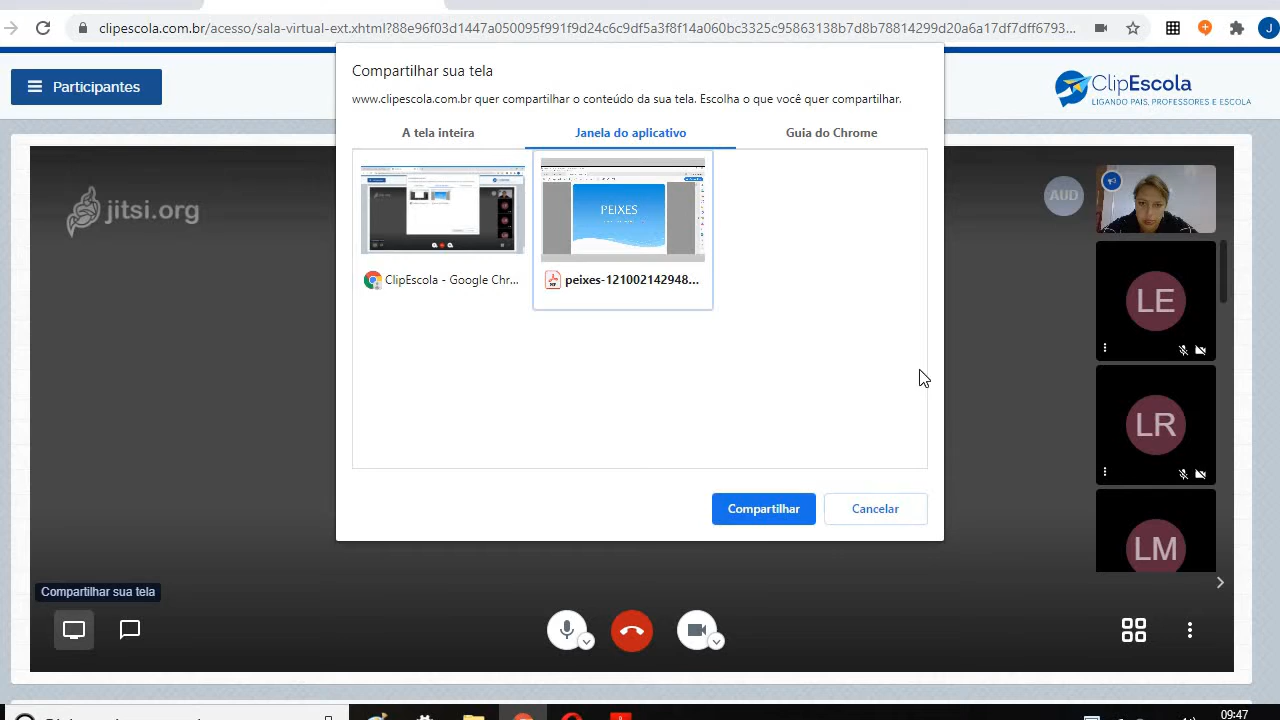 clipescola.com.br/acesso/sala-virtual-ext.xhtml?88e96f03d1447a050095f991f9d24c6c9df5a3f8f14a060bc3325c95863138b7d8b78814299d20a6a17df7dff6793...
J
Participantes
ClipEscola
LIGANDO PAIS, PROFESSORES E ESCOLA
Compartilhar sua tela
www.clipescola.com.br quer compartilhar o conteúdo da sua tela. Escolha o que você quer compartilhar.
A tela inteira
Janela do aplicativo
Guia do Chrome
jitsi.org
PEIXES
ClipEscola - Google Chr...
peixes-121002142948...
AUD
LE
LR
LM
Compartilhar
Cancelar
Compartilhar sua tela
09:47